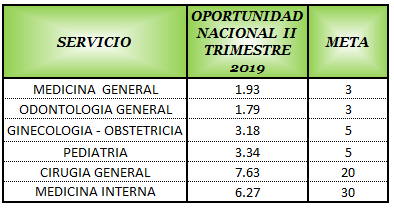 SERVICIO OPORTUNIDAD NACIONAL II TRIMESTRE 2019 META
MEDICINA GENERAL 1.93 3
ODONTOLOGIA GENERAL 1.79 3
GINECOLOGIA - OBSTETRICIA 3.18 5
PEDIATRIA 3.34 5
CIRUGIA GENERAL 7.63 20
MEDICINA INTERNA 6.27 30